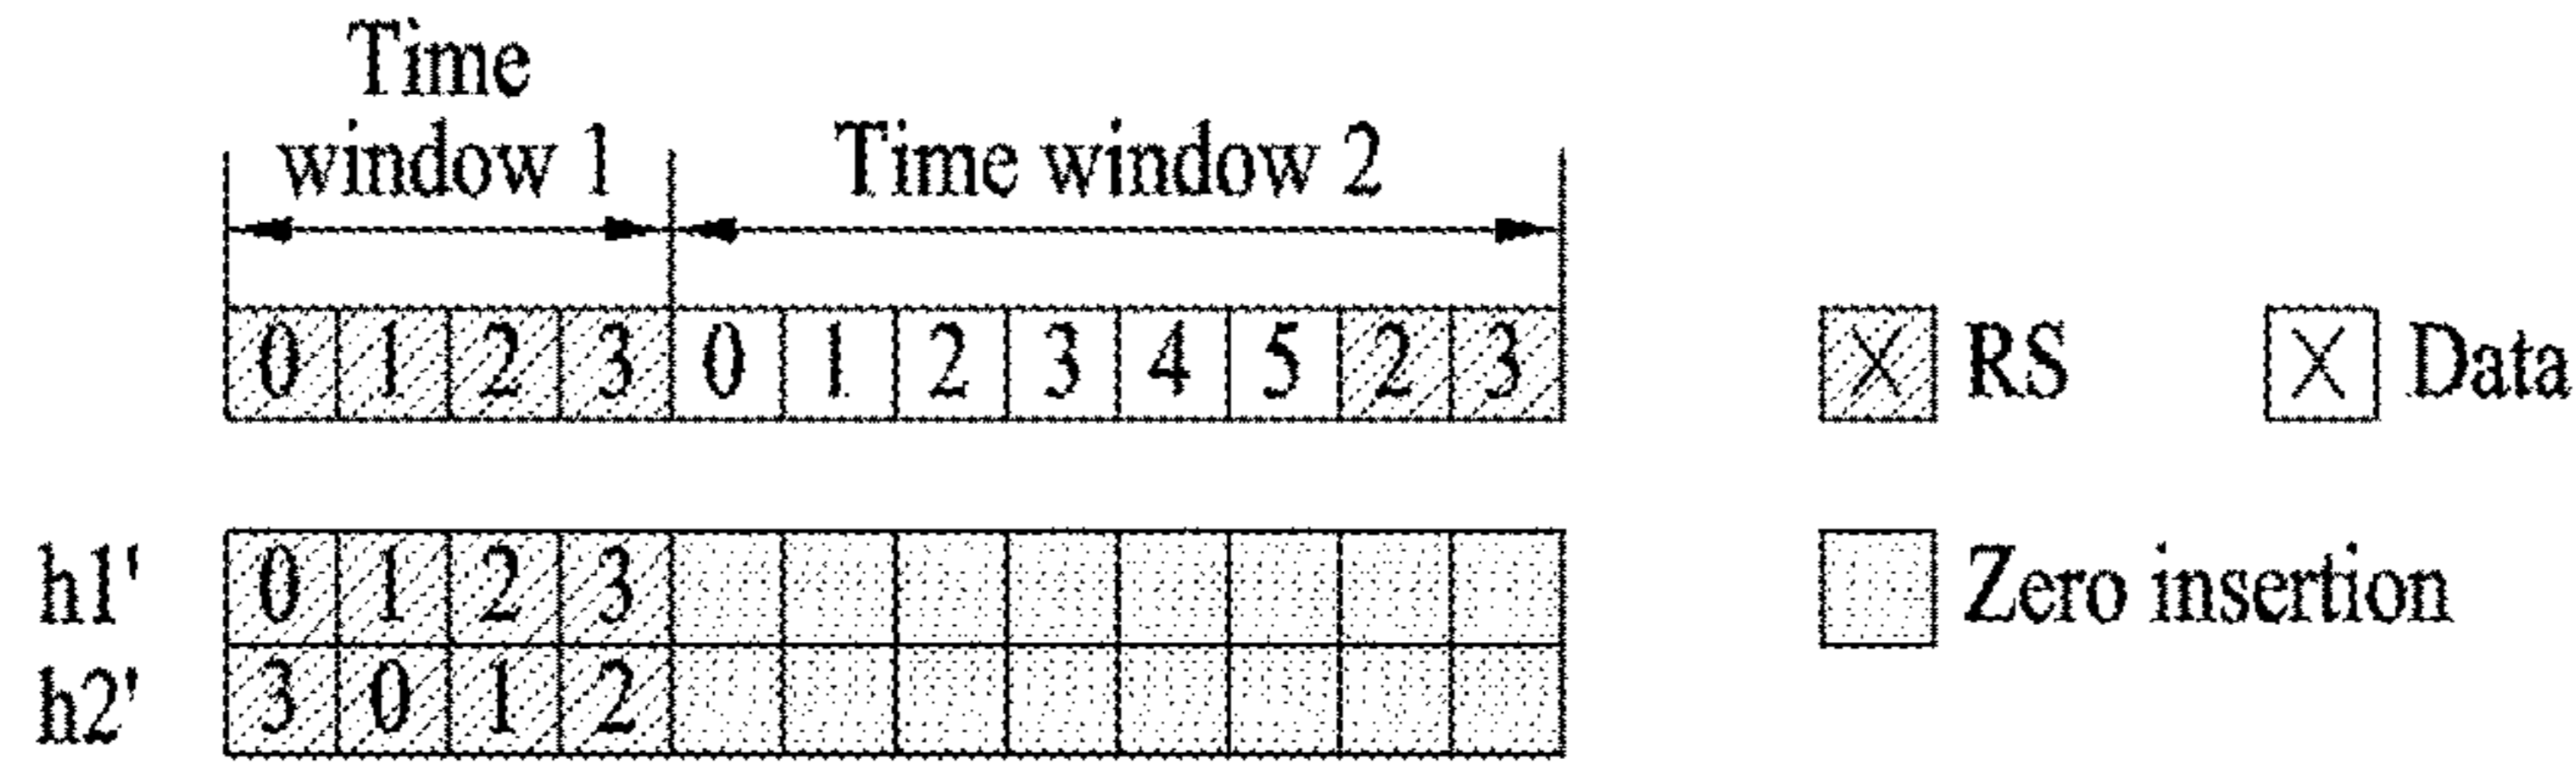 Time
window 1 Time window 2
0 1 2 3 0 1 2 3 4 5 2 3 X RS X Data
h1' 0 1 2 3 Zero insertion
h2' 3 0 1 2